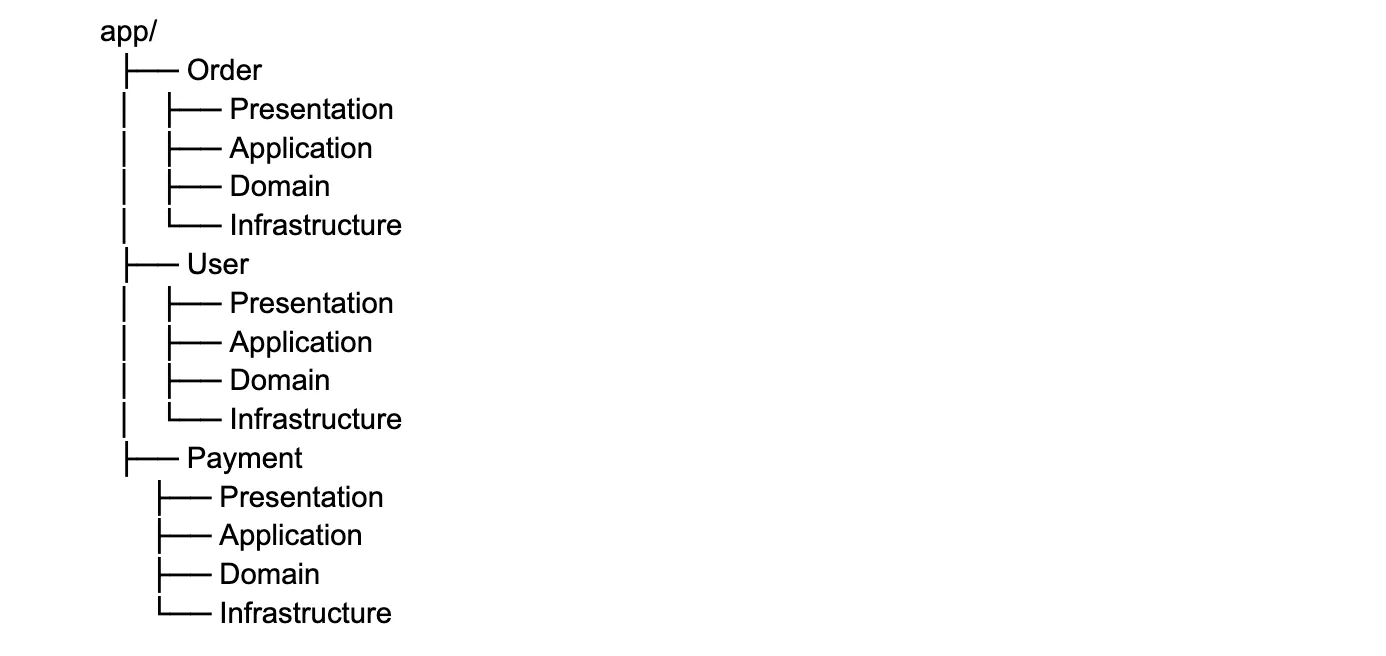 app/
├── Order
│   ├── Presentation
│   ├── Application
│   ├── Domain
│   └── Infrastructure
├── User
│   ├── Presentation
│   ├── Application
│   ├── Domain
│   └── Infrastructure
├── Payment
   ├── Presentation
   ├── Application
   ├── Domain
   └── Infrastructure